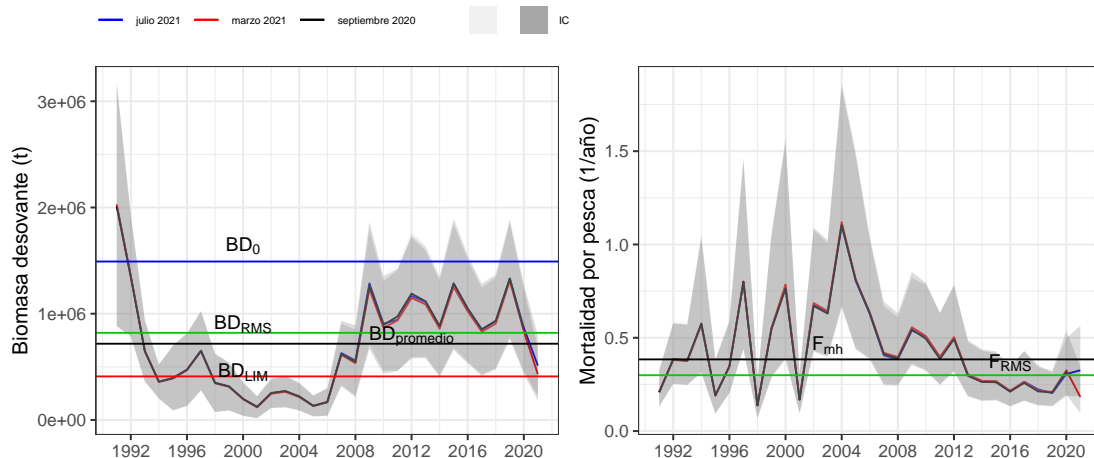 julio 2021 marzo 2021 septiembre 2020 IC
Biomasa desovante (t)
3e+06
2e+06
1e+06
0e+00
BD0
BDRMS
BDpromedio
BDLIM
1992 1996 2000 2004 2008 2012 2016 2020
Mortalidad por pesca (1/año)
1.5
1.0
0.5
0.0
Fmh
FRMS
1992 1996 2000 2004 2008 2012 2016 2020